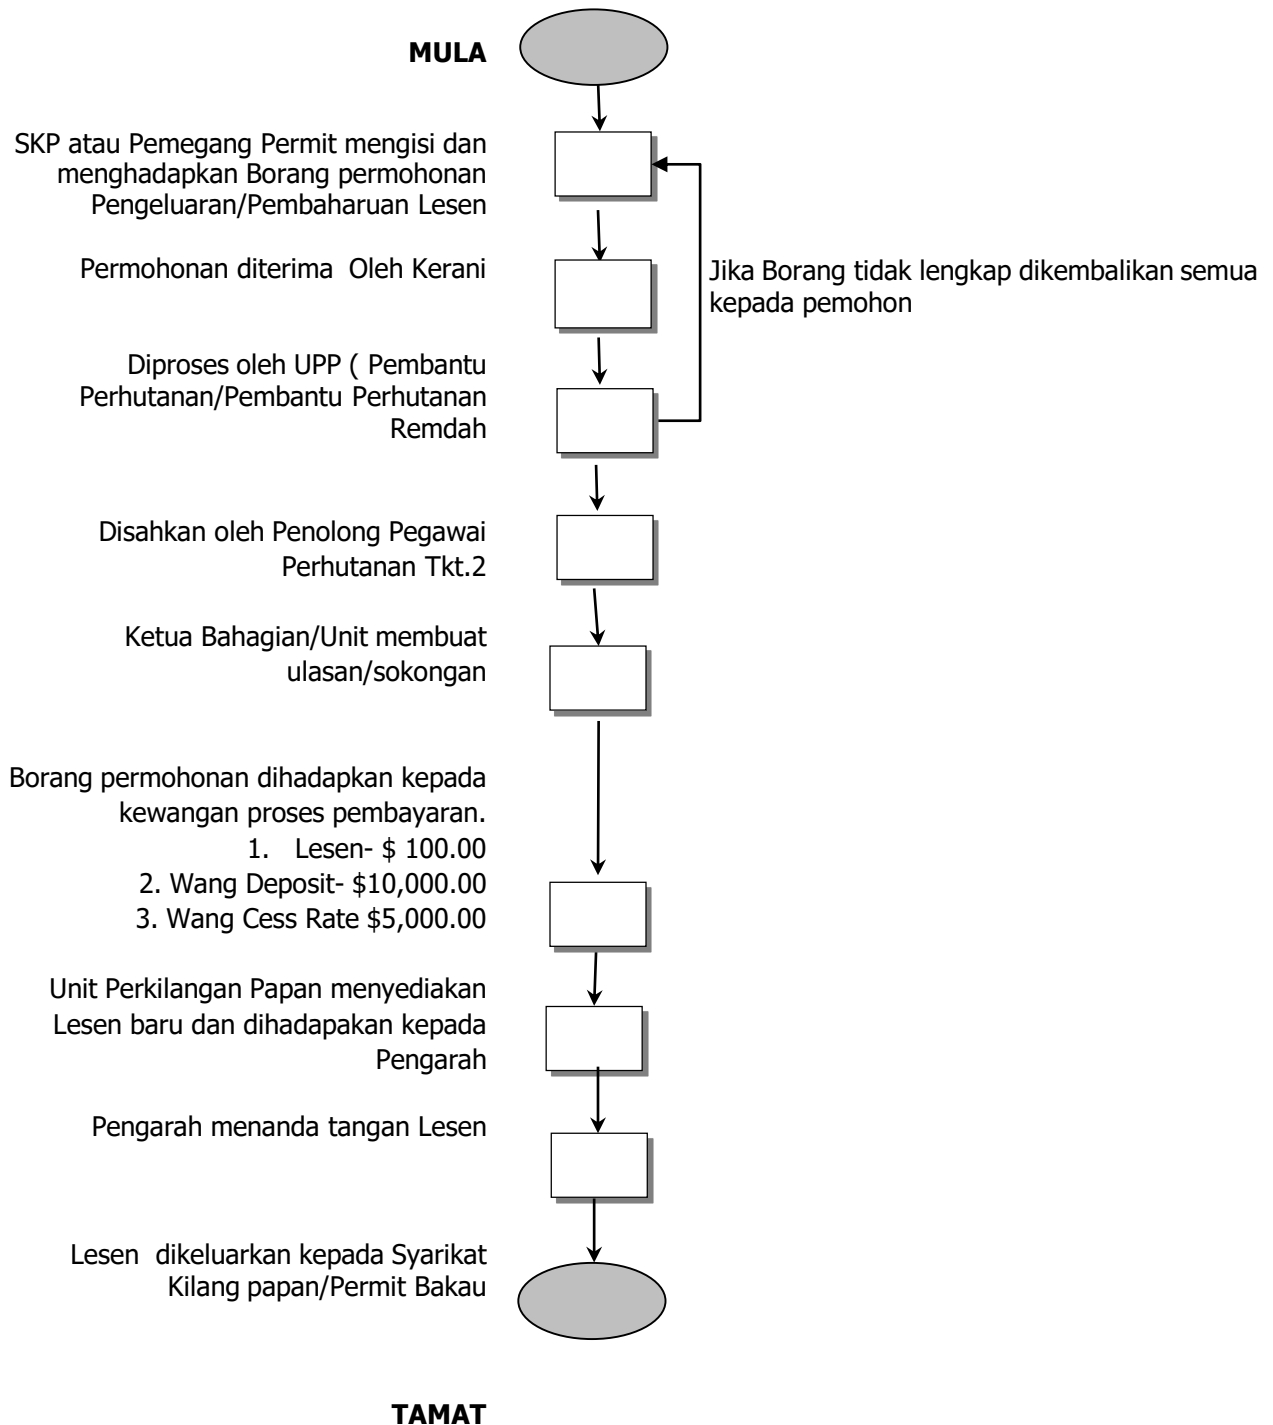 MULA
SKP atau Pemegang Permit mengisi dan
menghadapkan Borang permohonan
Pengeluaran/Pembaharuan Lesen
Permohonan diterima  Oleh Kerani
Jika Borang tidak lengkap dikembalikan semua
kepada pemohon
Diproses oleh UPP ( Pembantu
Perhutanan/Pembantu Perhutanan
Remdah
Disahkan oleh Penolong Pegawai
Perhutanan Tkt.2
Ketua Bahagian/Unit membuat
ulasan/sokongan
Borang permohonan dihadapkan kepada
kewangan proses pembayaran.
1.   Lesen- $ 100.00
2. Wang Deposit- $10,000.00
3. Wang Cess Rate $5,000.00
Unit Perkilangan Papan menyediakan
Lesen baru dan dihadapakan kepada
Pengarah
Pengarah menanda tangan Lesen
Lesen  dikeluarkan kepada Syarikat
Kilang papan/Permit Bakau
TAMAT